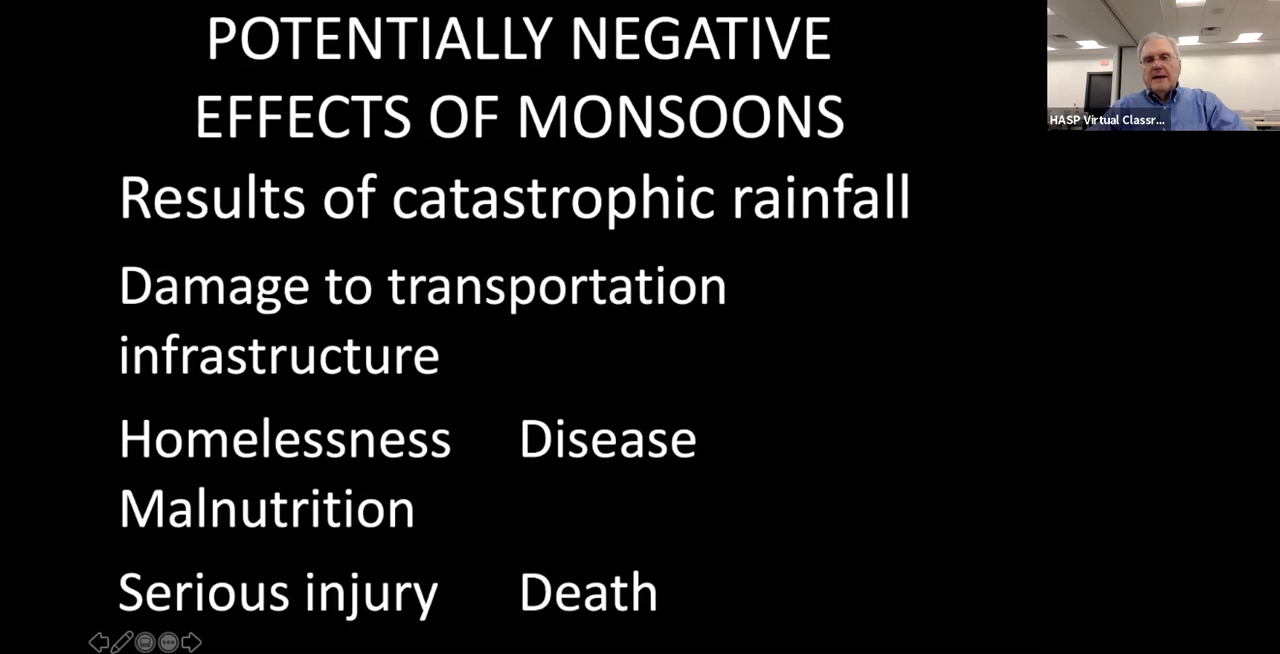 POTENTIALLY NEGATIVE
EFFECTS OF MONSOONS
Results of catastrophic rainfall
Damage to transportation
infrastructure
Homelessness Disease
Malnutrition
Serious injury Death
HASP Virtual Classr...